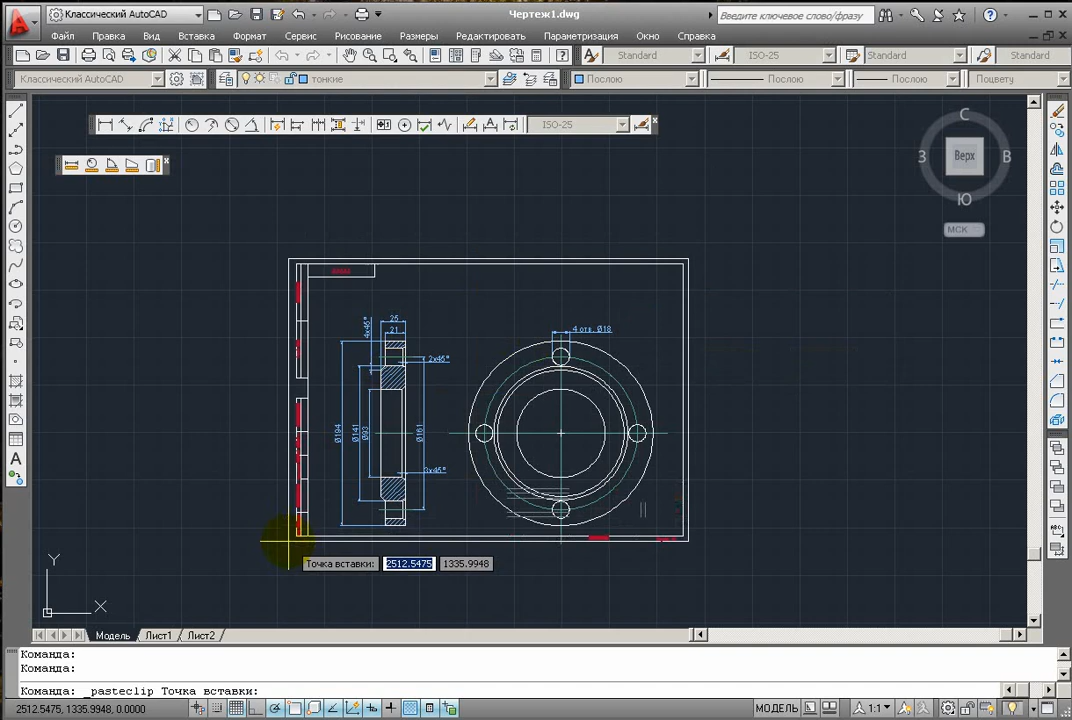 Классический AutoCAD
Чертеж1.dwg
Введите ключевое слово/фразу
Файл Правка Вид Вставка Формат Сервис Рисование Размеры Редактировать Параметризация Окно Справка
Standard ISO-25 Standard Standard
Классический AutoCAD тонкие Послою Послою Послою Поцвету
ISO-25
С
З Верх В
Ю
МСК
25
21
4x45°
2x45°
4 отв. Ø18
Ø194 Ø141 Ø93 Ø161
3x45°
Точка вставки: 2512.5475 1335.9948
Y
X
Модель Лист1 Лист2
Команда:
Команда:
Команда: _pasteclip Точка вставки:
2512.5475, 1335.9948, 0.0000 МОДЕЛЬ 1:1